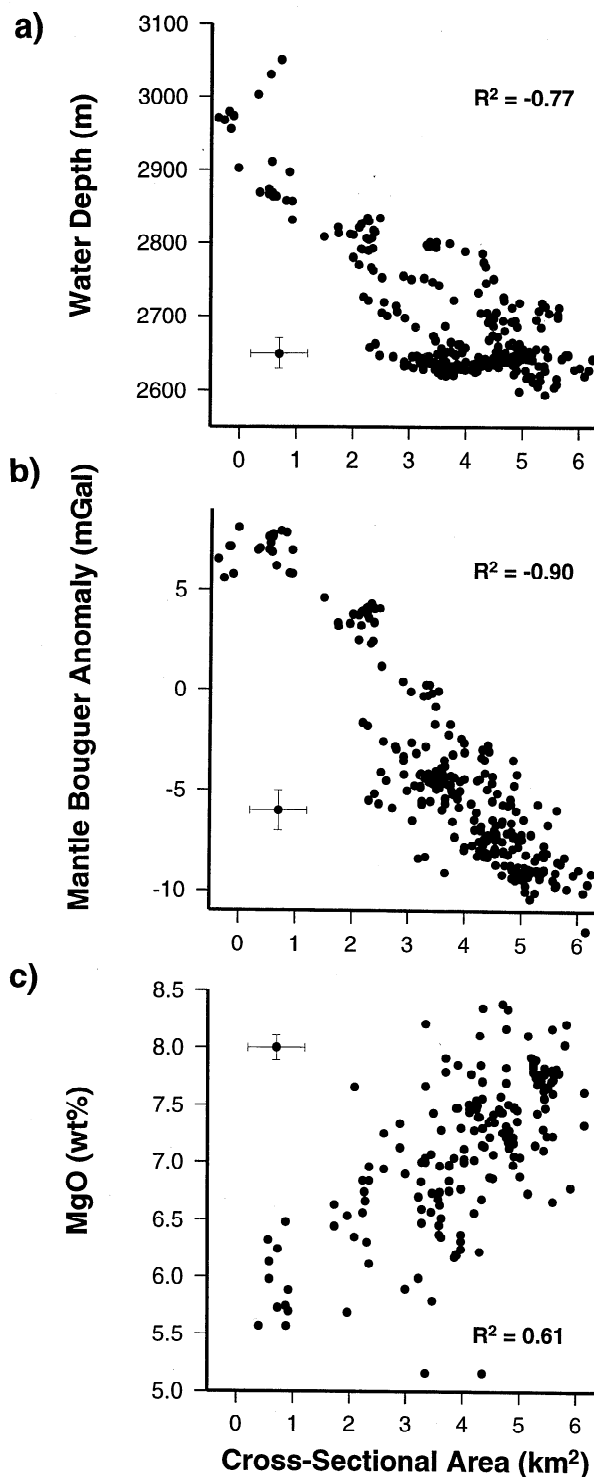 a)
3100
3000
2900
2800
2700
2600
Water Depth (m)
R² = -0.77
0 1 2 3 4 5 6
b)
5
0
-5
-10
Mantle Bouguer Anomaly (mGal)
R² = -0.90
0 1 2 3 4 5 6
c)
8.5
8.0
7.5
7.0
6.5
6.0
5.5
5.0
MgO (wt%)
R² = 0.61
0 1 2 3 4 5 6
Cross-Sectional Area (km²)